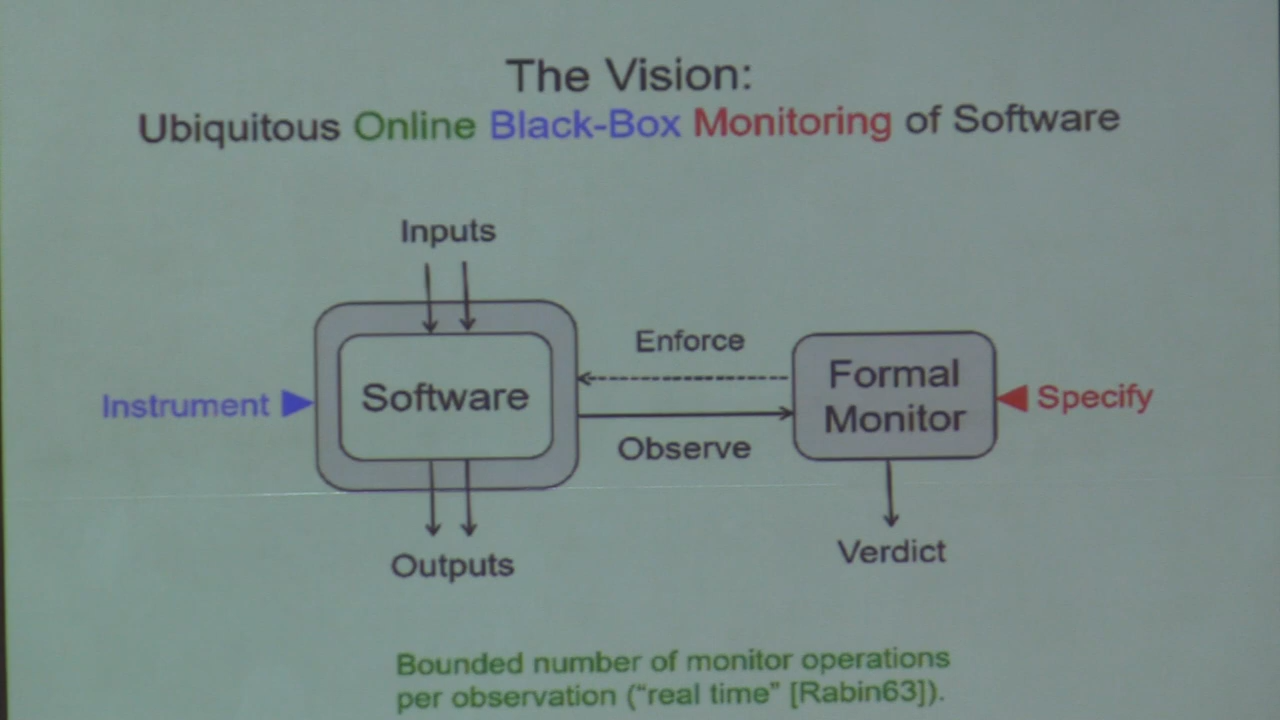 The Vision:
Ubiquitous Online Black-Box Monitoring of Software
Inputs
Enforce
Formal
Monitor
Software
Instrument
Specify
Observe
Verdict
Outputs
Bounded number of monitor operations
per observation ("real time" [Rabin63]).